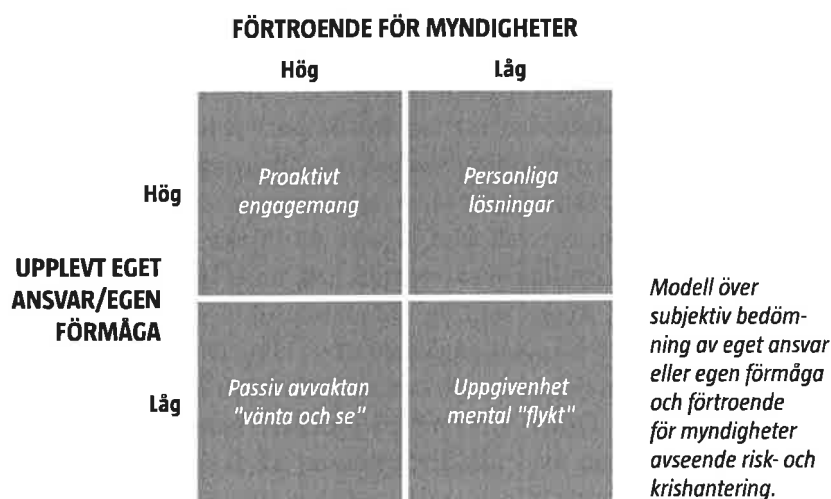 FÖRTROENDE FÖR MYNDIGHETER
Hög
Låg
Hög
Proaktivt
engagemang
Personliga
lösningar
UPPLEVT EGET
ANSVAR/EGEN
FÖRMÅGA
Låg
Passiv avvaktan
"vänta och se"
Uppgivenhet
mental "flykt"
Modell över
subjektiv bedöm-
ning av eget ansvar
eller egen förmåga
och förtroende
för myndigheter
avseende risk- och
krishantering.